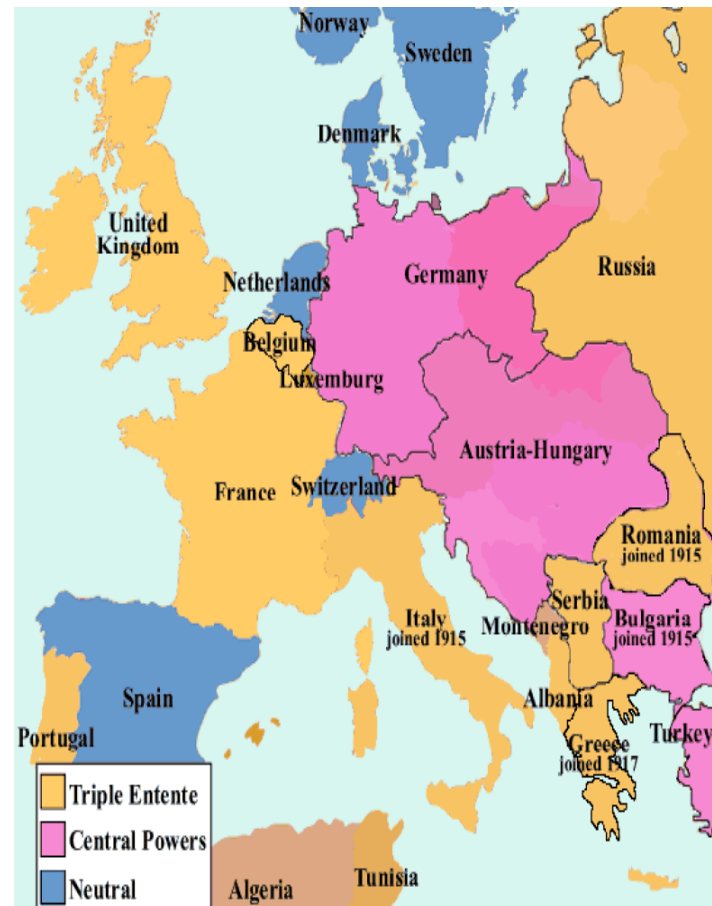 Norway
Sweden
Denmark
United
Kingdom
Netherlands
Germany
Russia
Belgium
Luxemburg
Austria-Hungary
France
Switzerland
Romania
joined 1915
Serbia
Italy
joined 1915
Montenegro
Bulgaria
joined 1915
Spain
Albania
Portugal
Greece
joined 1917
Turkey
Triple Entente
Central Powers
Neutral
Algeria
Tunisia